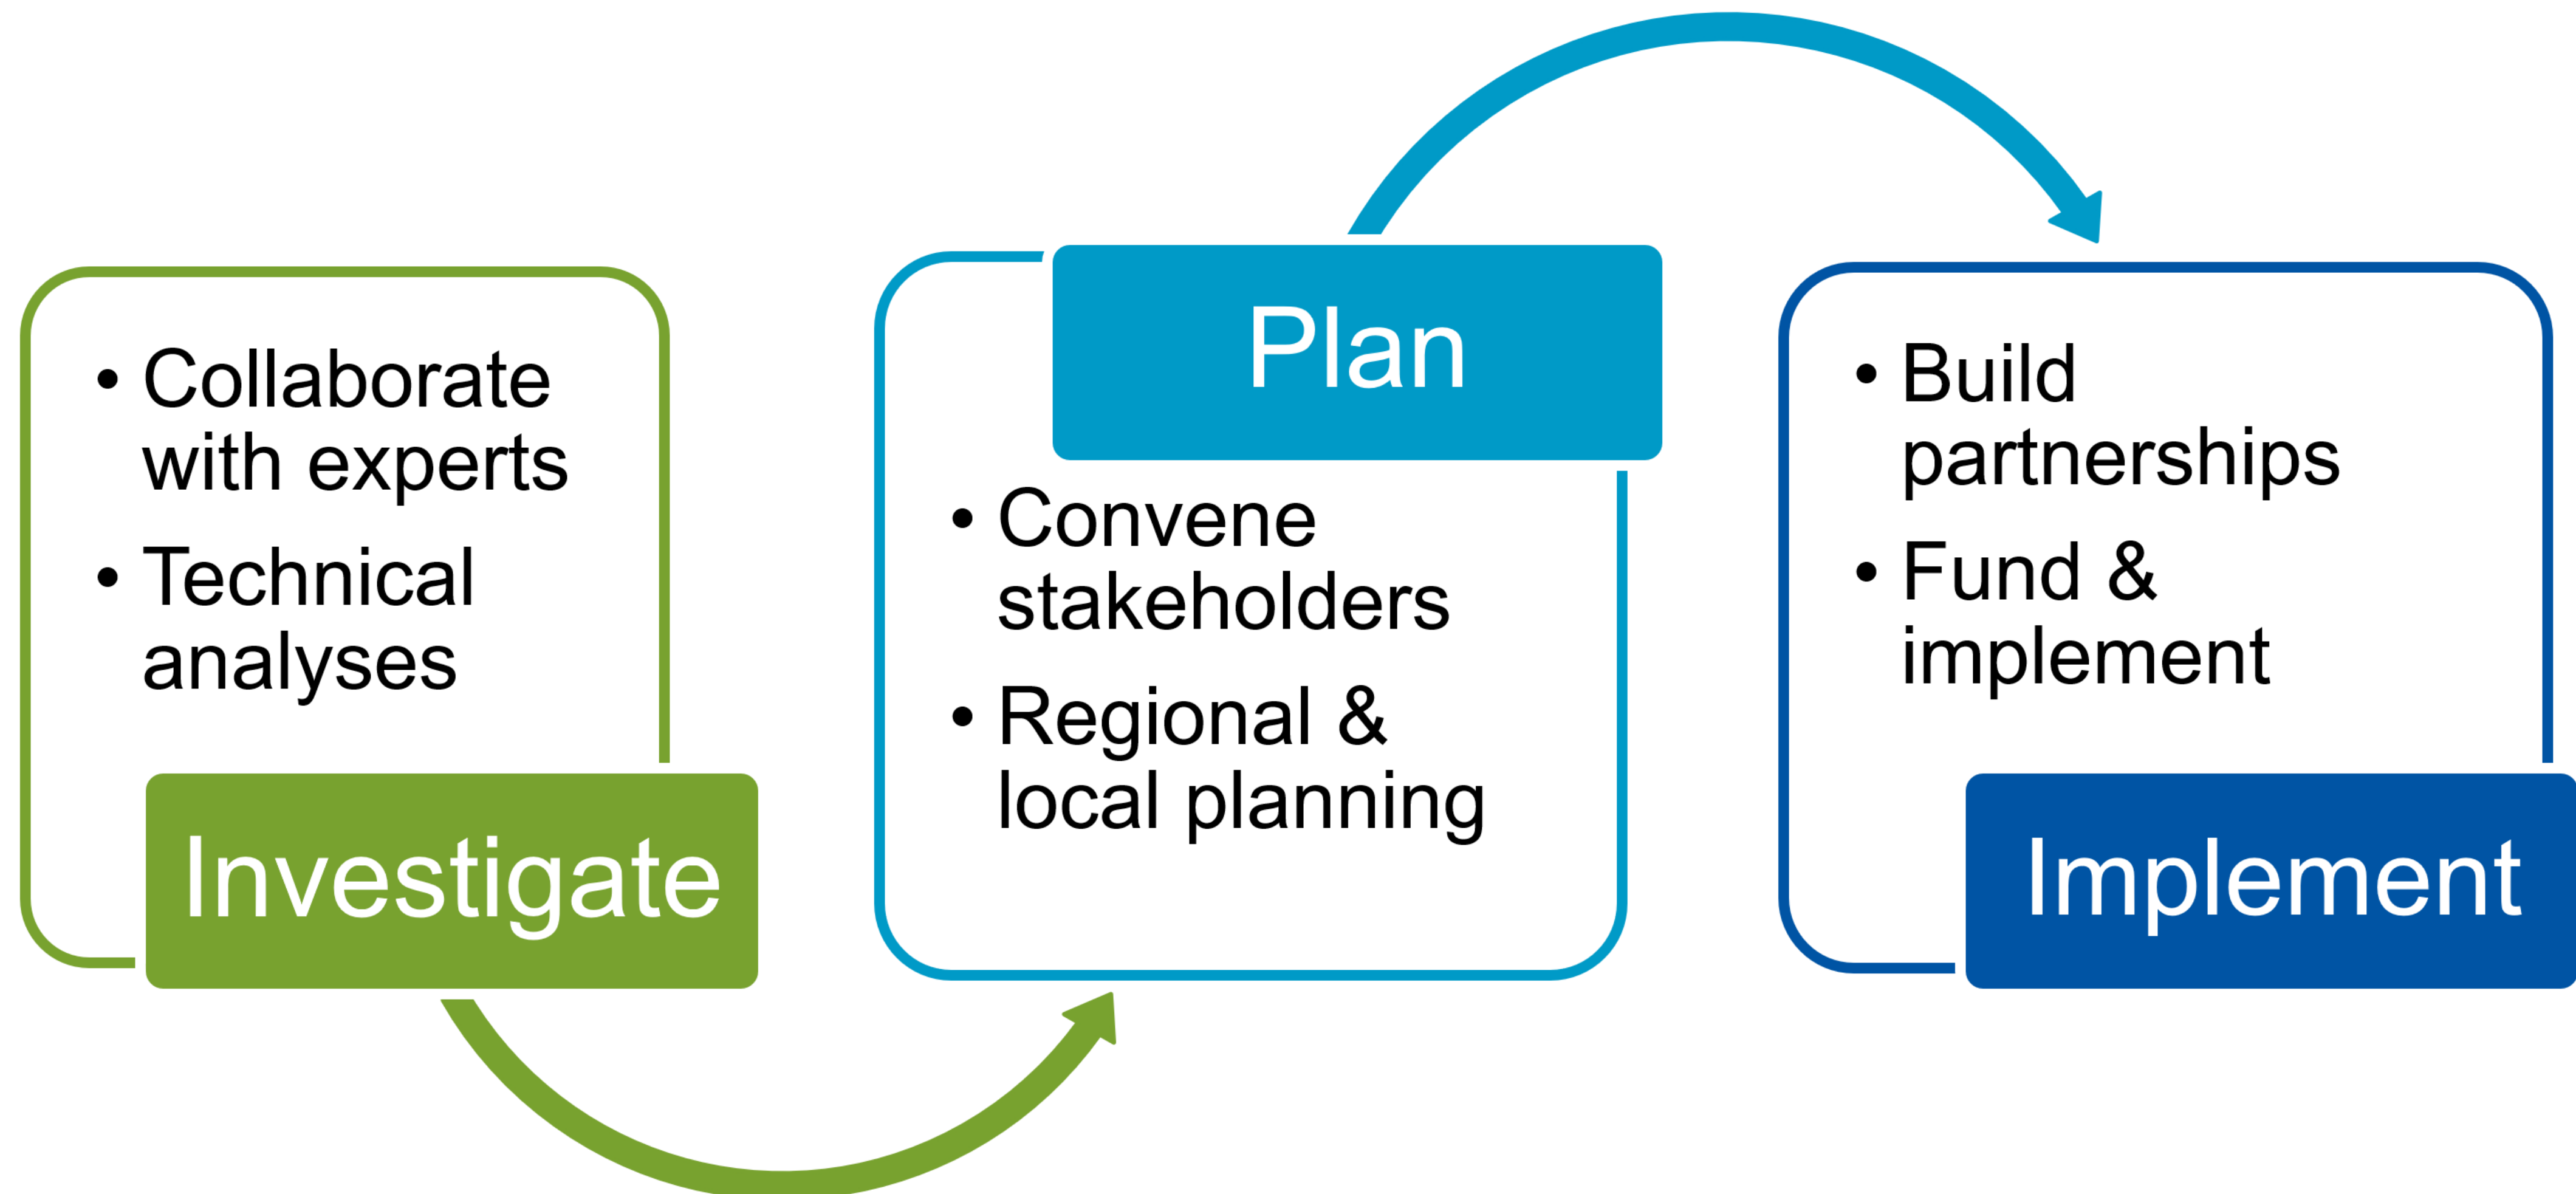 • Collaborate
with experts
• Technical
analyses
Investigate
Plan
• Convene
stakeholders
• Regional &
local planning
• Build
partnerships
• Fund &
implement
Implement